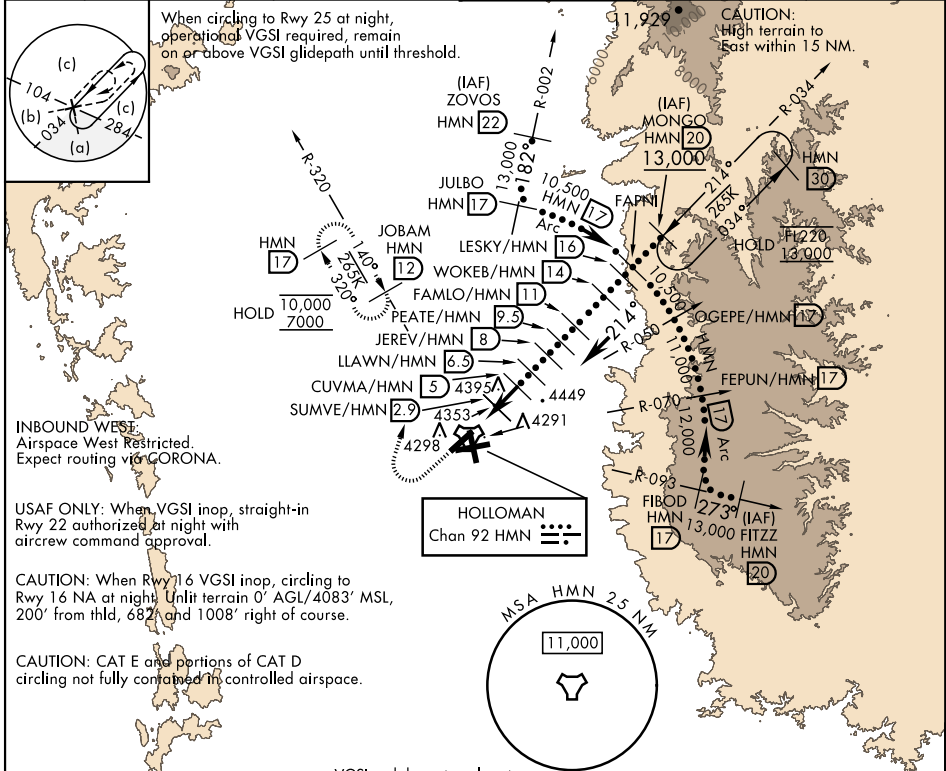 When circling to Rwy 25 at night,
operational VGSI required, remain
on or above VGSI glidepath until threshold.
11,929
CAUTION:
High terrain to
East within 15 NM.
(c)
104
(b)
034
(a)
284
(c)
(IAF)
ZOVOS
HMN 22
R-002
13,000
182°
(IAF)
MONGO
HMN 20
13,000
R-034
214°
265K
034°
HMN
30
HOLD
FL220
13,000
R-320
JULBO
HMN 17
10,500
HMN 17
Arc
FAPNI
HMN
17
140°
265K
320°
JOBAM
HMN
12
HOLD
10,000
7000
LESKY/HMN 16
WOKEB/HMN 14
FAMLO/HMN 11
PEATE/HMN 9.5
JEREV/HMN 8
LLAWN/HMN 6.5
CUVMA/HMN 5
SUMVE/HMN 2.9
214°
R-050
10,500
HMN
11,000
OGEPE/HMN 17
FEPUN/HMN 17
R-070
12,000
17
Arc
4395
4449
4353
4291
4298
R-093
FIBOD
HMN
17
273°
13,000
(IAF)
FITZZ
HMN
20
INBOUND WEST:
Airspace West Restricted.
Expect routing via CORONA.
USAF ONLY: When VGSI inop, straight-in
Rwy 22 authorized at night with
aircrew command approval.
HOLLOMAN
Chan 92 HMN
CAUTION: When Rwy 16 VGSI inop, circling to
Rwy 16 NA at night. Unlit terrain 0' AGL/4083' MSL,
200' from thld, 682' and 1008' right of course.
CAUTION: CAT E and portions of CAT D
circling not fully contained in controlled airspace.
MSA HMN 25 NM
11,000